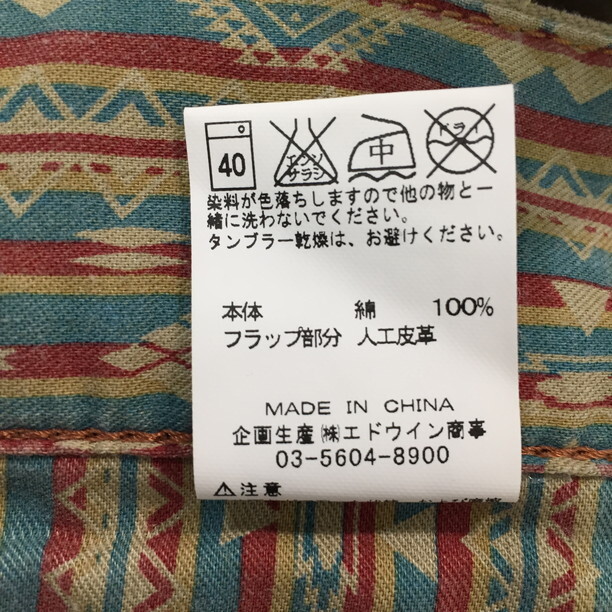 40
エンソ
サラシ
中
ドライ
染料が色落ちしますので他の物と一
緒に洗わないでください。
タンブラー乾燥は、お避けください。
本体 綿 100%
フラップ部分 人工皮革
MADE IN CHINA
企画生産 ㈱エドウイン商事
03-5604-8900
⚠注意